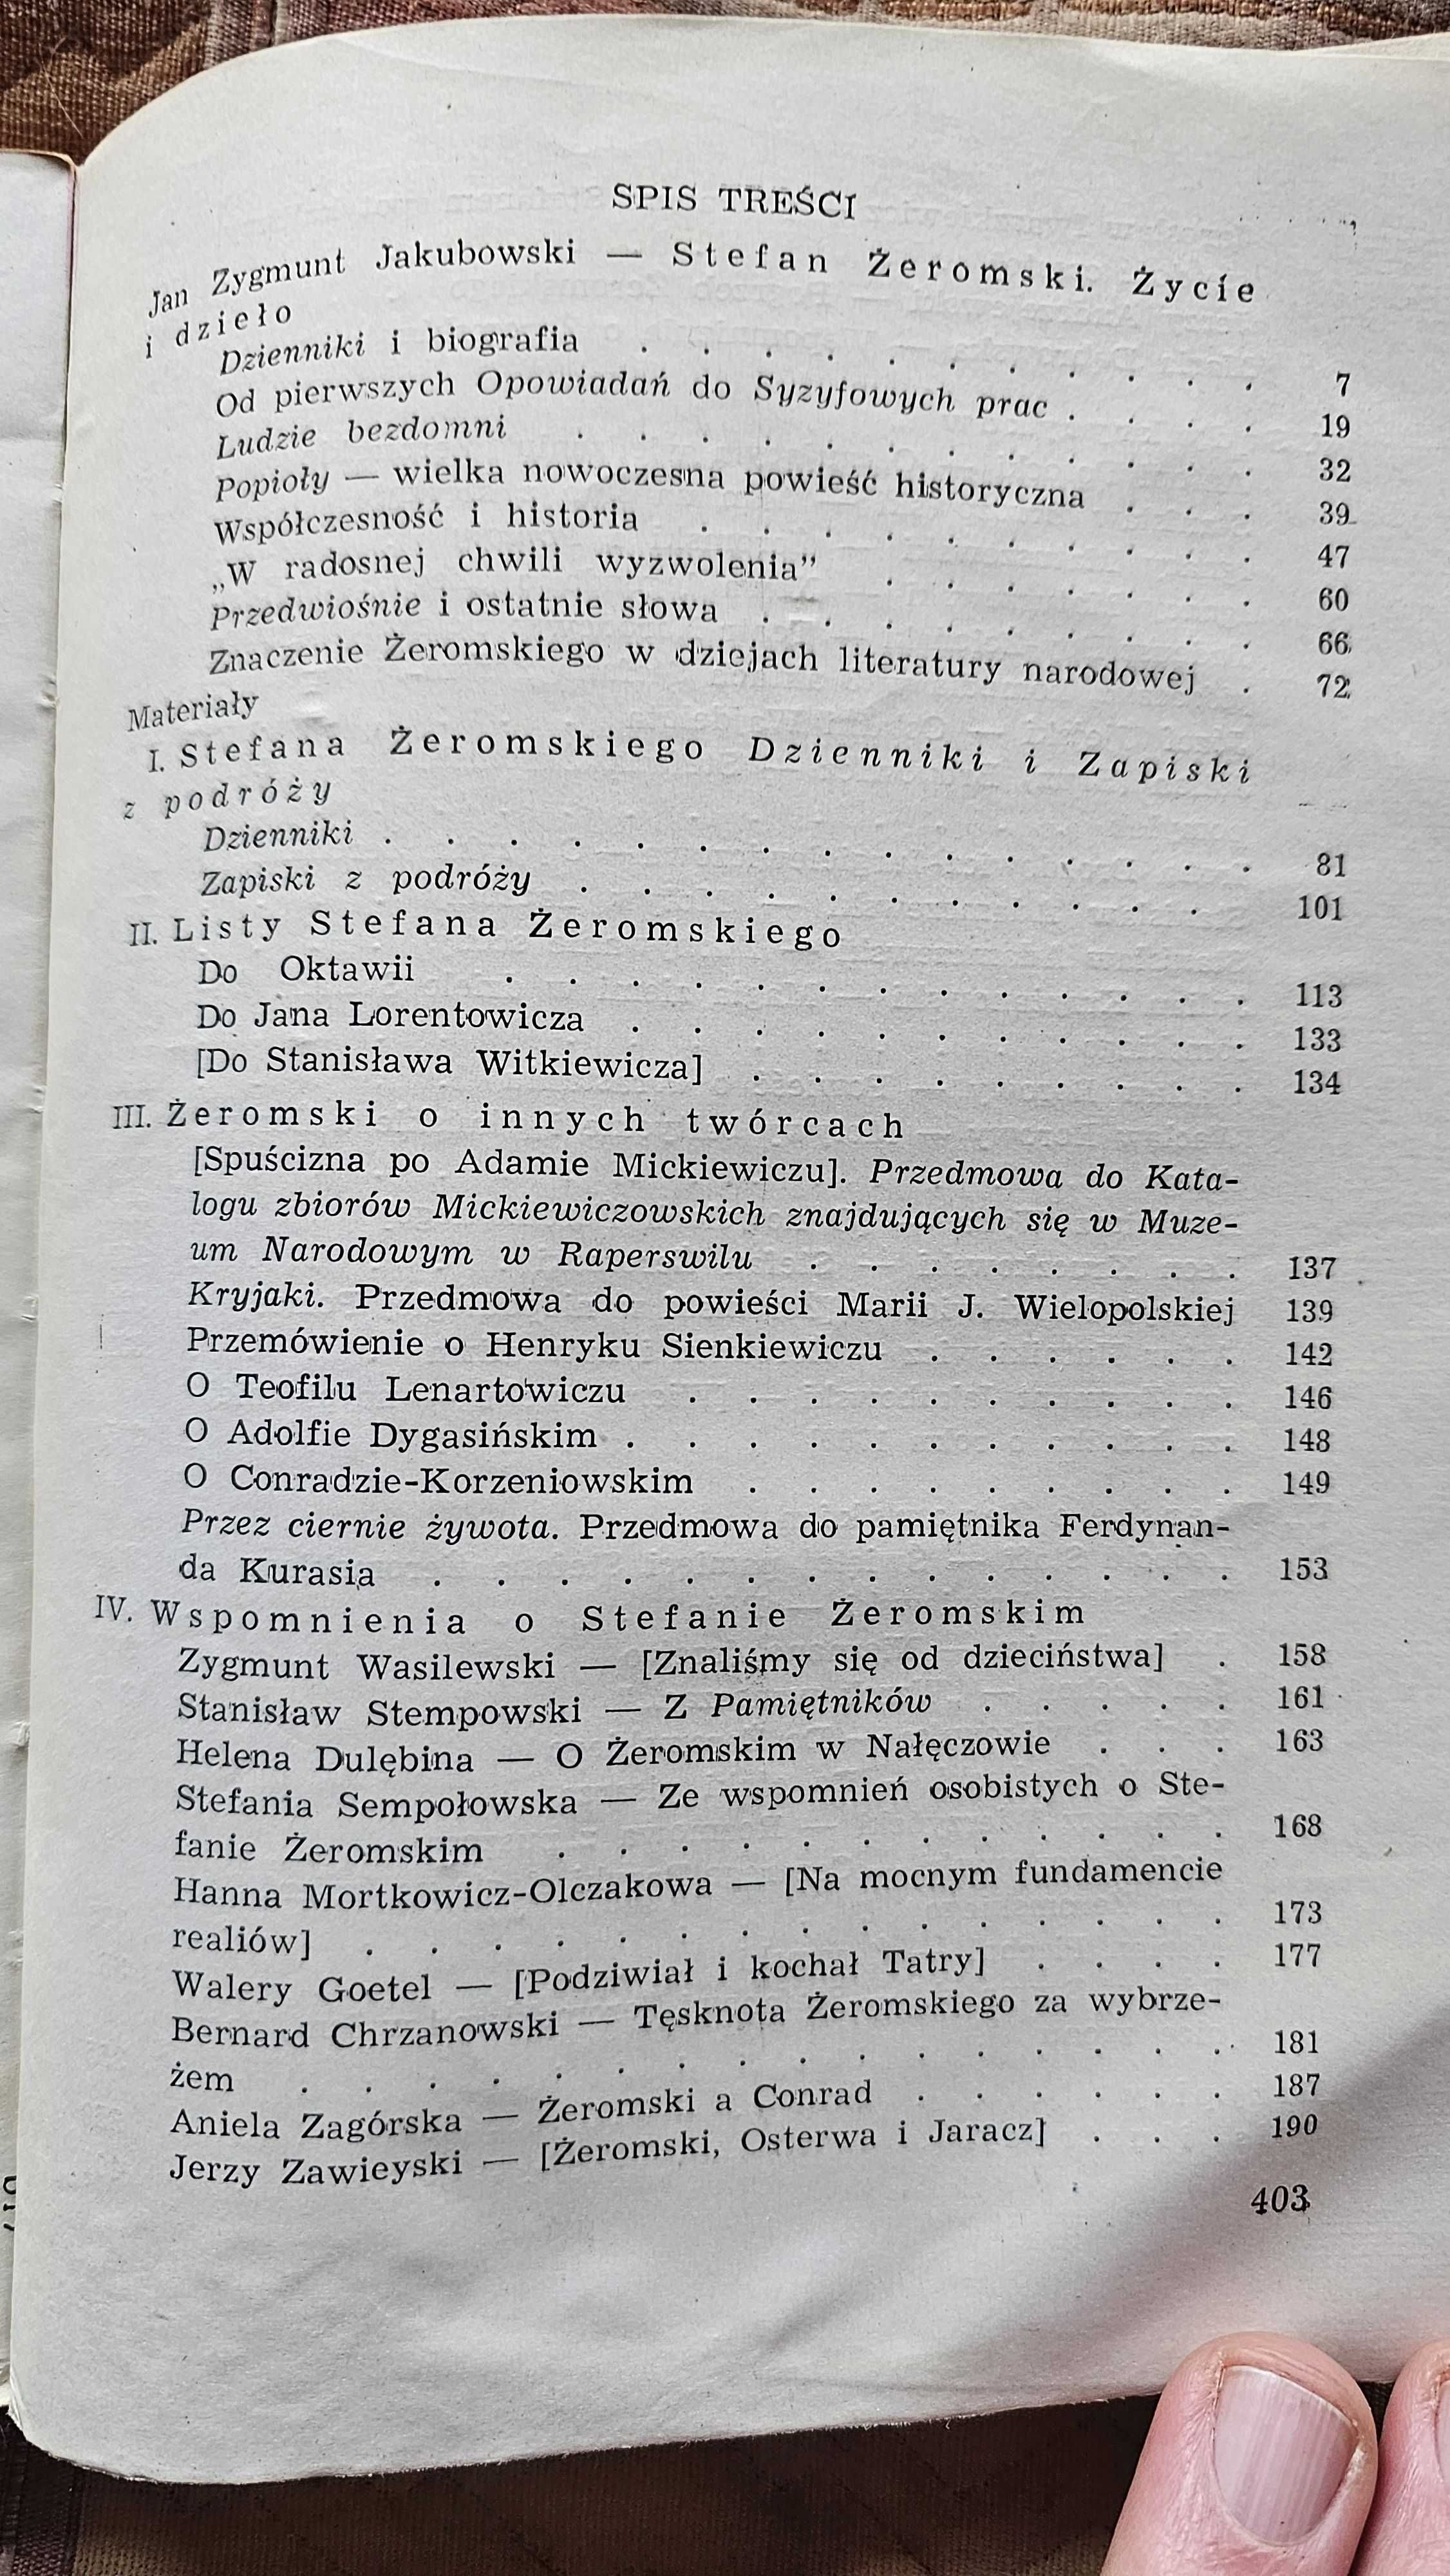 SPIS TREŚCI
Jan Zygmunt Jakubowski — Stefan Żeromski. Życie
i dzieło
Dzienniki i biografia . . . . . . . . . . . 7
Od pierwszych Opowiadań do Syzyfowych prac . . . . 19
Ludzie bezdomni . . . . . . . . . . . . 32
Popioły — wielka nowoczesna powieść historyczna . . . 39
Współczesność i historia . . . . . . . . . . 47
„W radosnej chwili wyzwolenia” . . . . . . . 60
Przedwiośnie i ostatnie słowa . . . . . . . . . 66
Znaczenie Żeromskiego w dziejach literatury narodowej . 72
Materiały
I. Stefana Żeromskiego Dzienniki i Zapiski
z podróży
Dzienniki . . . . . . . . . . . . . . . 81
Zapiski z podróży . . . . . . . . . . . 101
II. Listy Stefana Żeromskiego
Do Oktawii . . . . . . . . . . . . . 113
Do Jana Lorentowicza . . . . . . . . . . . 133
[Do Stanisława Witkiewicza] . . . . . . . . . 134
III. Żeromski o innych twórcach
[Spuścizna po Adamie Mickiewiczu]. Przedmowa do Kata-
logu zbiorów Mickiewiczowskich znajdujących się w Muze-
um Narodowym w Raperswilu . . . . . . . . 137
Kryjaki. Przedmowa do powieści Marii J. Wielopolskiej 139
Przemówienie o Henryku Sienkiewiczu . . . . . . 142
O Teofilu Lenartowiczu . . . . . . . . . . 146
O Adolfie Dygasińskim . . . . . . . . . . . 148
O Conradzie-Korzeniowskim . . . . . . . . . 149
Przez ciernie żywota. Przedmowa do pamiętnika Ferdynan-
da Kurasia . . . . . . . . . . . . . . 153
IV. Wspomnienia o Stefanie Żeromskim
Zygmunt Wasilewski — [Znaliśmy się od dzieciństwa] . 158
Stanisław Stempowski — Z Pamiętników . . . . . 161
Helena Dulębina — O Żeromskim w Nałęczowie . . . 163
Stefania Sempołowska — Ze wspomnień osobistych o Ste-
fanie Żeromskim . . . . . . . . . . . . 168
Hanna Mortkowicz-Olczakowa — [Na mocnym fundamencie
realiów] . . . . . . . . . . . . . . . 173
Walery Goetel — [Podziwiał i kochał Tatry] . . . . 177
Bernard Chrzanowski — Tęsknota Żeromskiego za wybrze-
żem . . . . . . . . . . . . . . . . 181
Aniela Zagórska — Żeromski a Conrad . . . . . . 187
Jerzy Zawieyski — [Żeromski, Osterwa i Jaracz] . . . 190
403